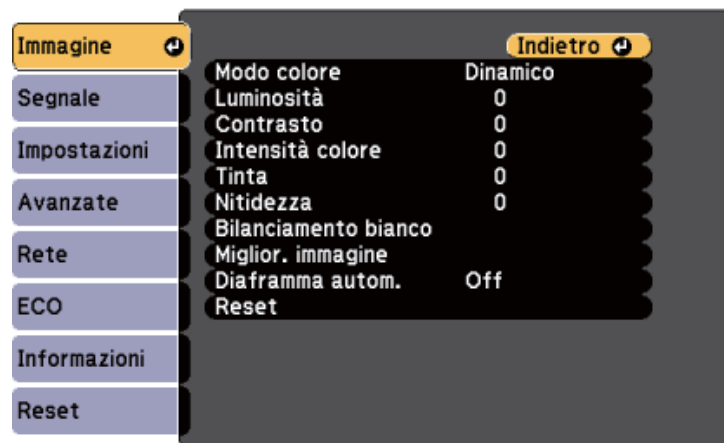 Immagine
Segnale
Impostazioni
Avanzate
Rete
ECO
Informazioni
Reset
Indietro
Modo colore Dinamico
Luminosità 0
Contrasto 0
Intensità colore 0
Tinta 0
Nitidezza 0
Bilanciamento bianco
Miglior. immagine
Diaframma autom. Off
Reset